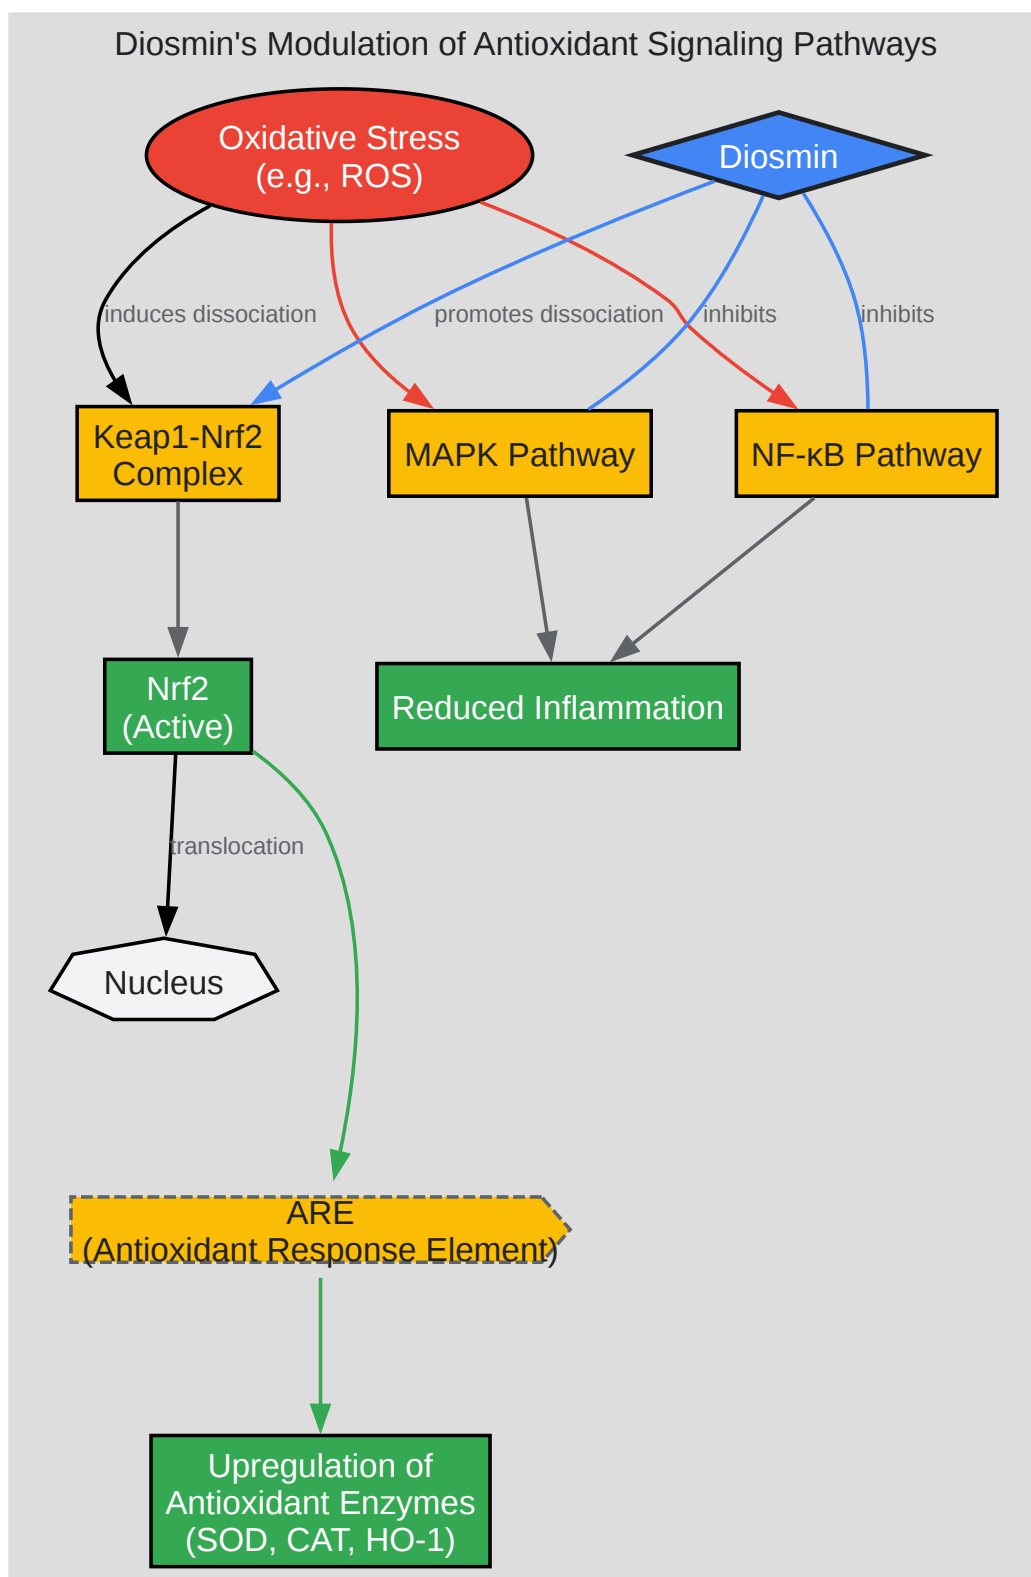 Diosmin's Modulation of Antioxidant Signaling Pathways
Oxidative Stress
(e.g., ROS)
Diosmin
induces dissociation
promotes dissociation
inhibits
inhibits
Keap1-Nrf2
Complex
MAPK Pathway
NF-κB Pathway
Nrf2
(Active)
Reduced Inflammation
translocation
Nucleus
ARE
(Antioxidant Response Element)
Upregulation of
Antioxidant Enzymes
(SOD, CAT, HO-1)